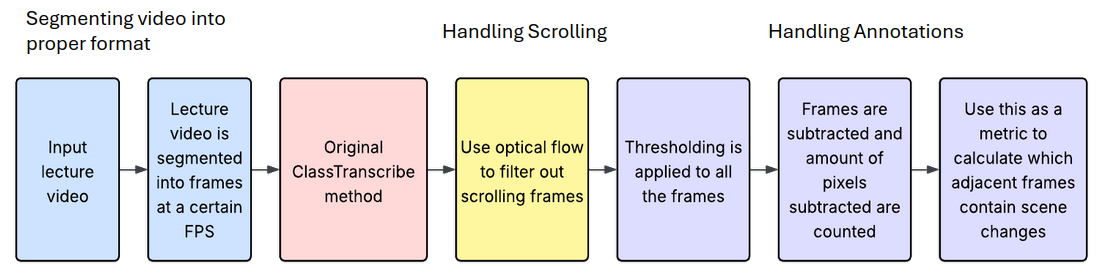 Segmenting video into
proper format
Handling Scrolling
Handling Annotations
Input
lecture
video
Lecture
video is
segmented
into frames
at a certain
FPS
Original
ClassTranscribe
method
Use optical flow
to filter out
scrolling frames
Thresholding is
applied to all
the frames
Frames are
subtracted and
amount of
pixels
subtracted are
counted
Use this as a
metric to
calculate which
adjacent frames
contain scene
changes